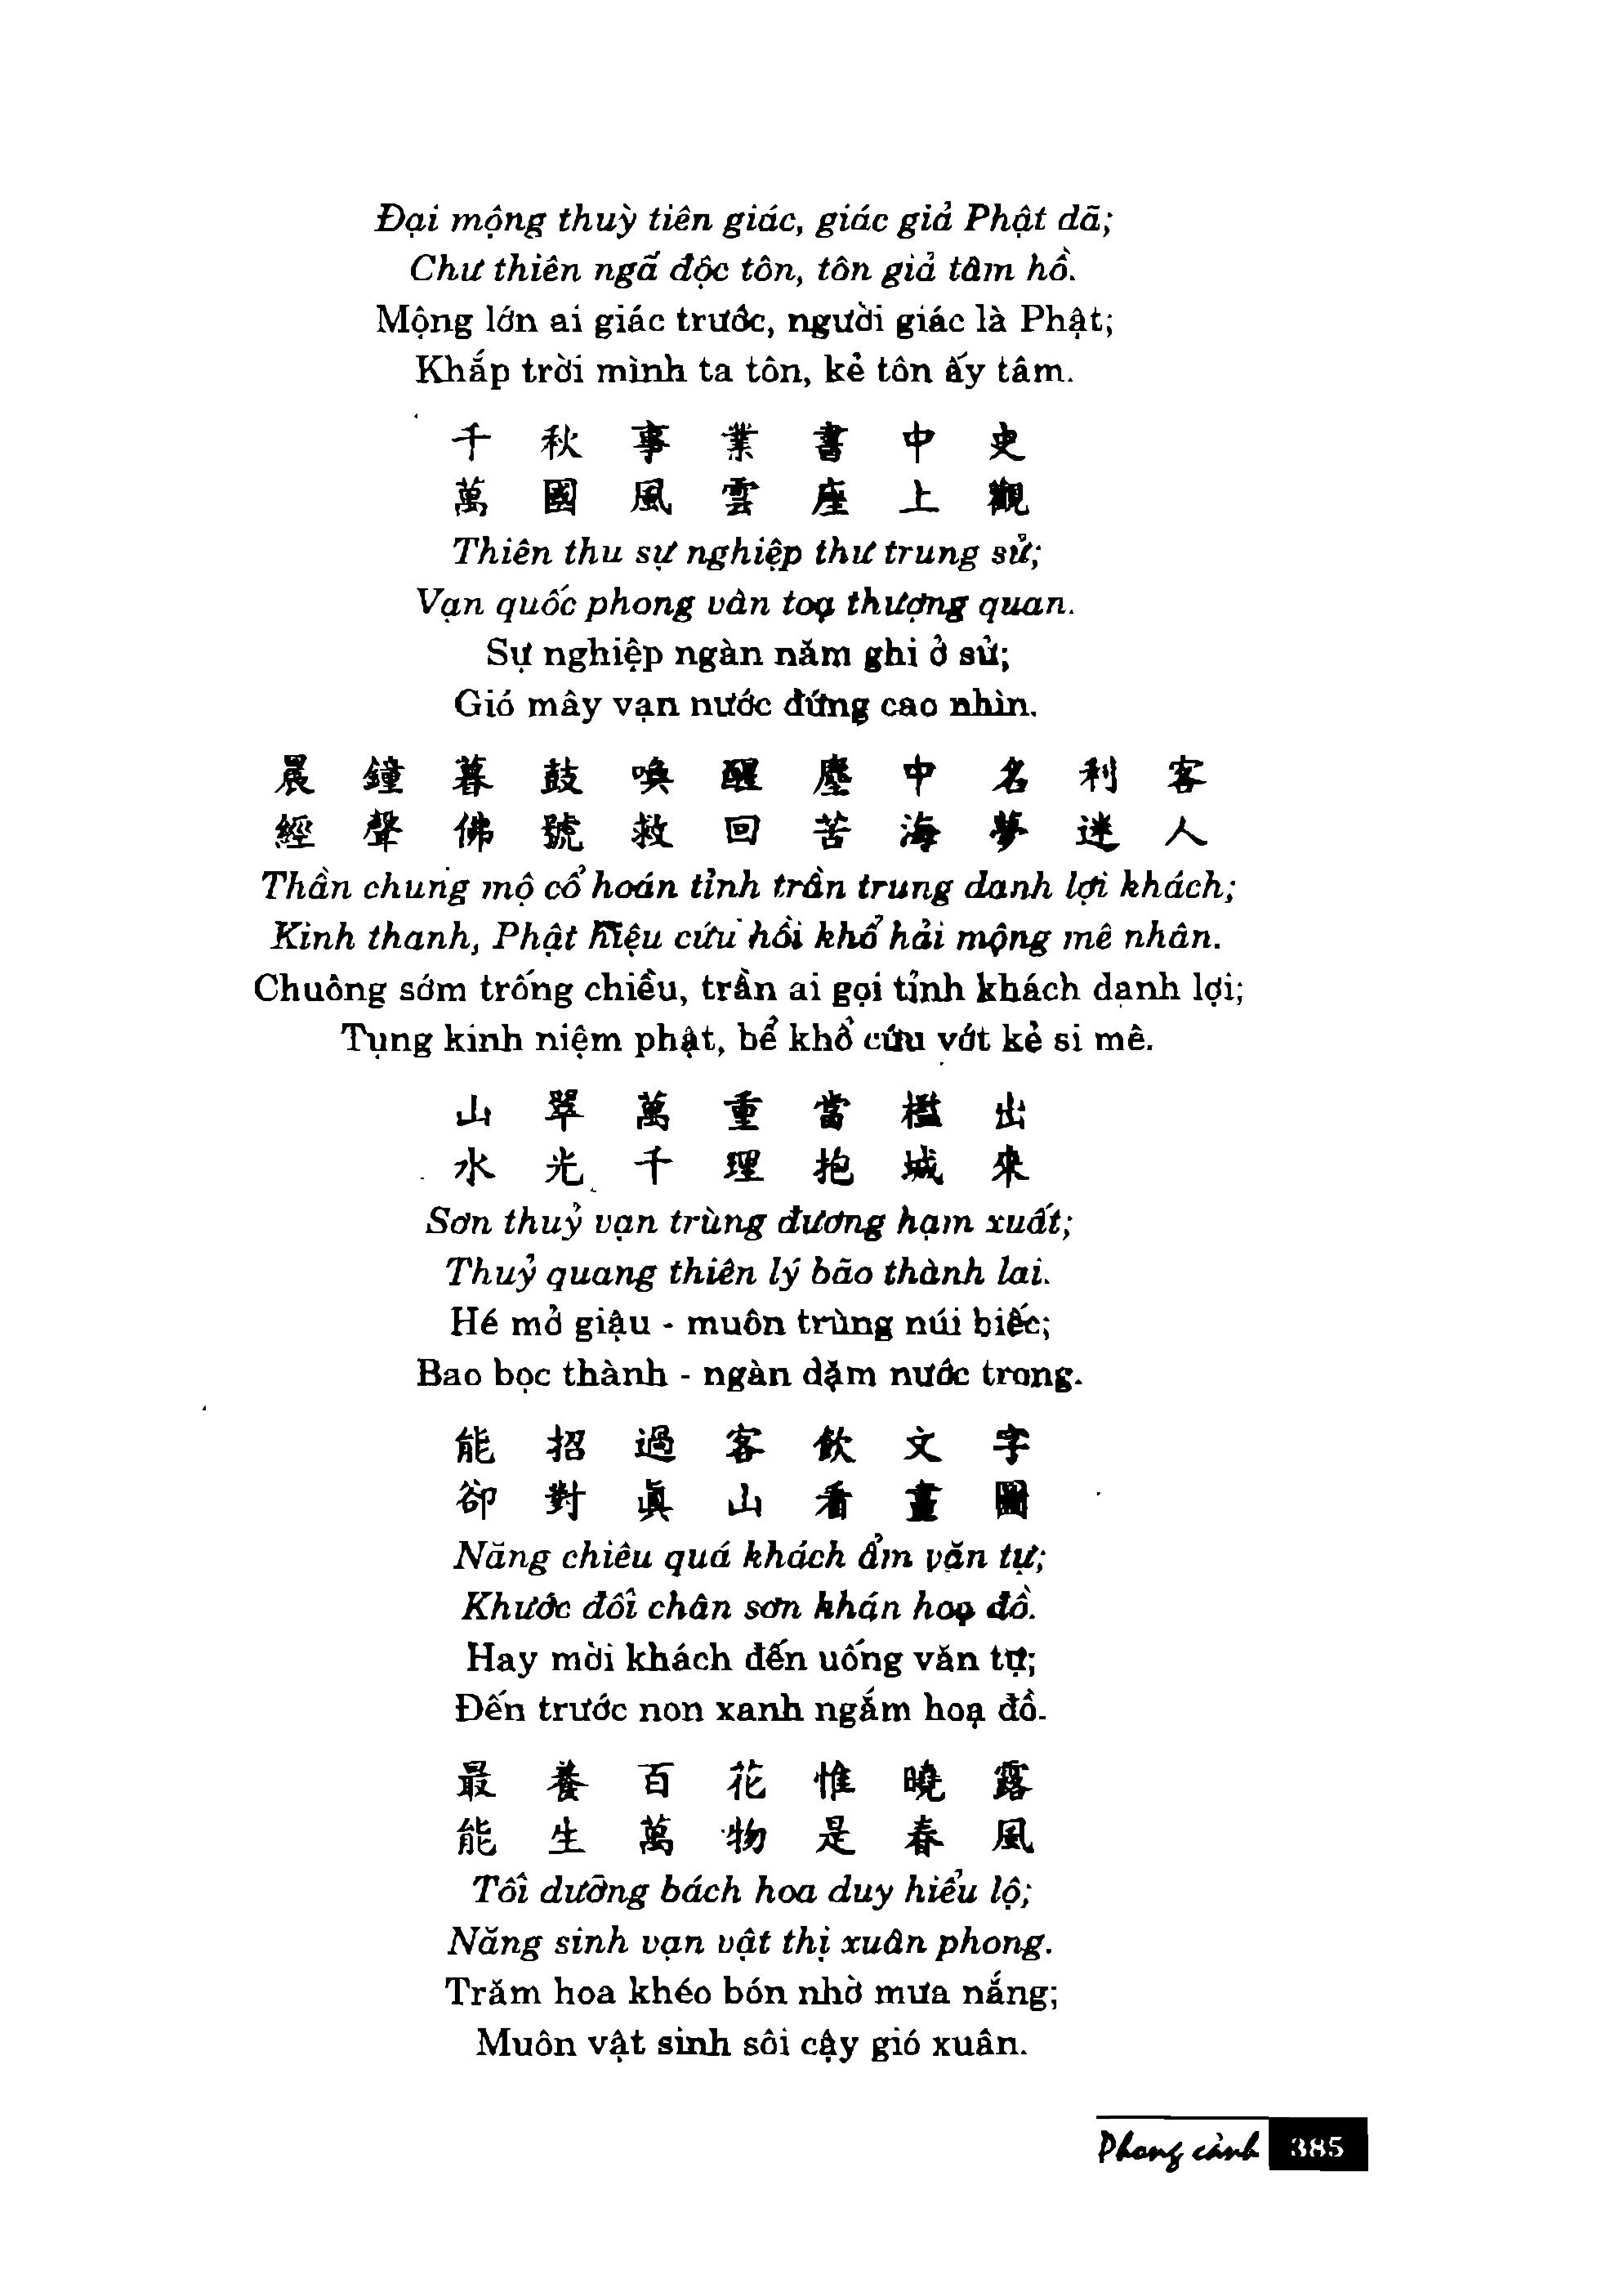 Đại mộng thuỳ tiên giác, giác giả Phật dã;
Chư thiên ngã độc tôn, tôn giả tâm hồ.
Mộng lớn ai giác trước, người giác là Phật;
Khắp trời mình ta tôn, kẻ tôn ấy tâm.
千 秋 事 業 書 中 史
萬 國 風 雲 座 上 觀
Thiên thu sự nghiệp thư trung sử;
Vạn quốc phong vân toạ thượng quan.
Sự nghiệp ngàn năm ghi ở sử;
Gió mây vạn nước đứng cao nhìn.
晨 鐘 暮 鼓 喚 醒 塵 中 名 利 客
經 聲 佛 號 救 回 苦 海 夢 迷 人
Thần chung mộ cổ hoán tỉnh trần trung danh lợi khách;
Kinh thanh, Phật hiệu cứu hồi khổ hải mộng mê nhân.
Chuông sớm trống chiều, trần ai gọi tỉnh khách danh lợi;
Tụng kinh niệm phật, bể khổ cứu vớt kẻ si mê.
山 翠 萬 重 當 檻 出
水 光 千 理 抱 城 來
Sơn thuỷ vạn trùng đương hạm xuất;
Thuỷ quang thiên lý bão thành lai.
Hé mở giậu - muôn trùng núi biếc;
Bao bọc thành - ngàn dặm nước trong.
能 招 過 客 飲 文 字
卻 對 眞 山 看 畫 圖
Năng chiêu quá khách ẩm văn tự;
Khước đối chân sơn khán hoạ đồ.
Hay mời khách đến uống văn tự;
Đến trước non xanh ngắm hoạ đồ.
最 養 百 花 惟 曉 露
能 生 萬 物 是 春 風
Tối dưỡng bách hoa duy hiểu lộ;
Năng sinh vạn vật thị xuân phong.
Trăm hoa khéo bón nhờ mưa nắng;
Muôn vật sinh sôi cậy gió xuân.
Phong cảnh 385